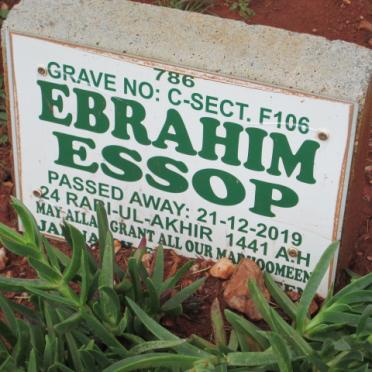 786
GRAVE NO: C-SECT. F106
EBRAHIM
ESSOP
PASSED AWAY: 21-12-2019
24 RABI-UL-AKHIR 1441 A-H
MAY ALLAH GRANT ALL OUR MARHOOMEEN